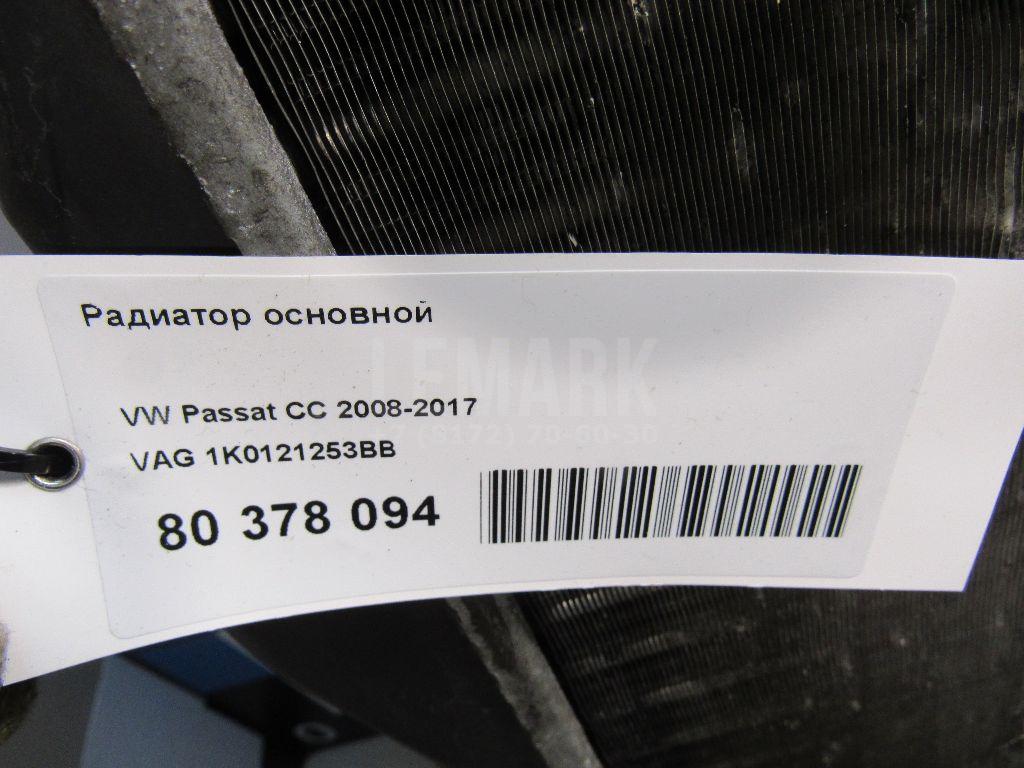 Радиатор основной
LEMARK
VW Passat CC 2008-2017
VAG 1K0121253BB
80 378 094